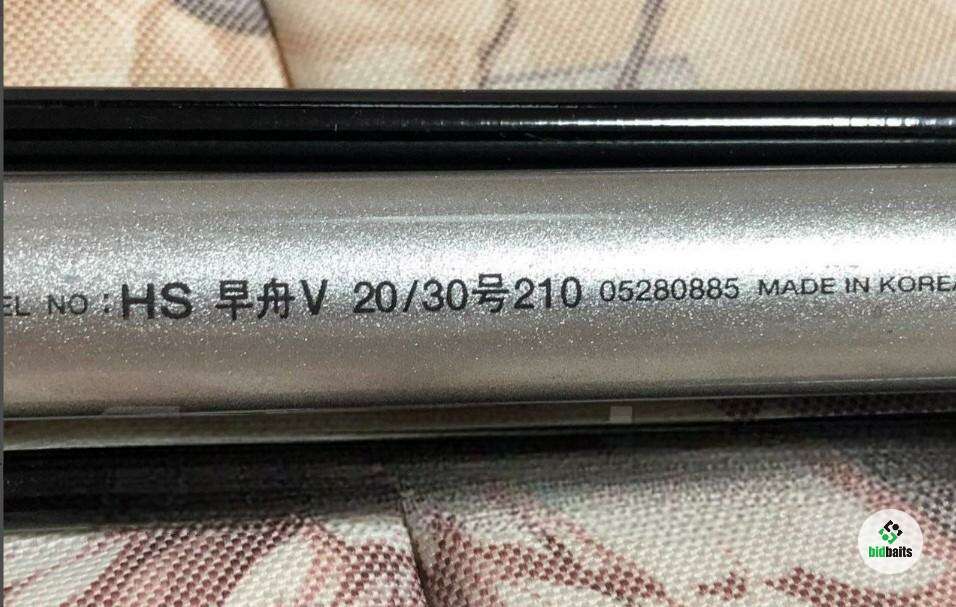 EL NO : HS 早舟V 20/30号210 05280885 MADE IN KOREA
bidbaits